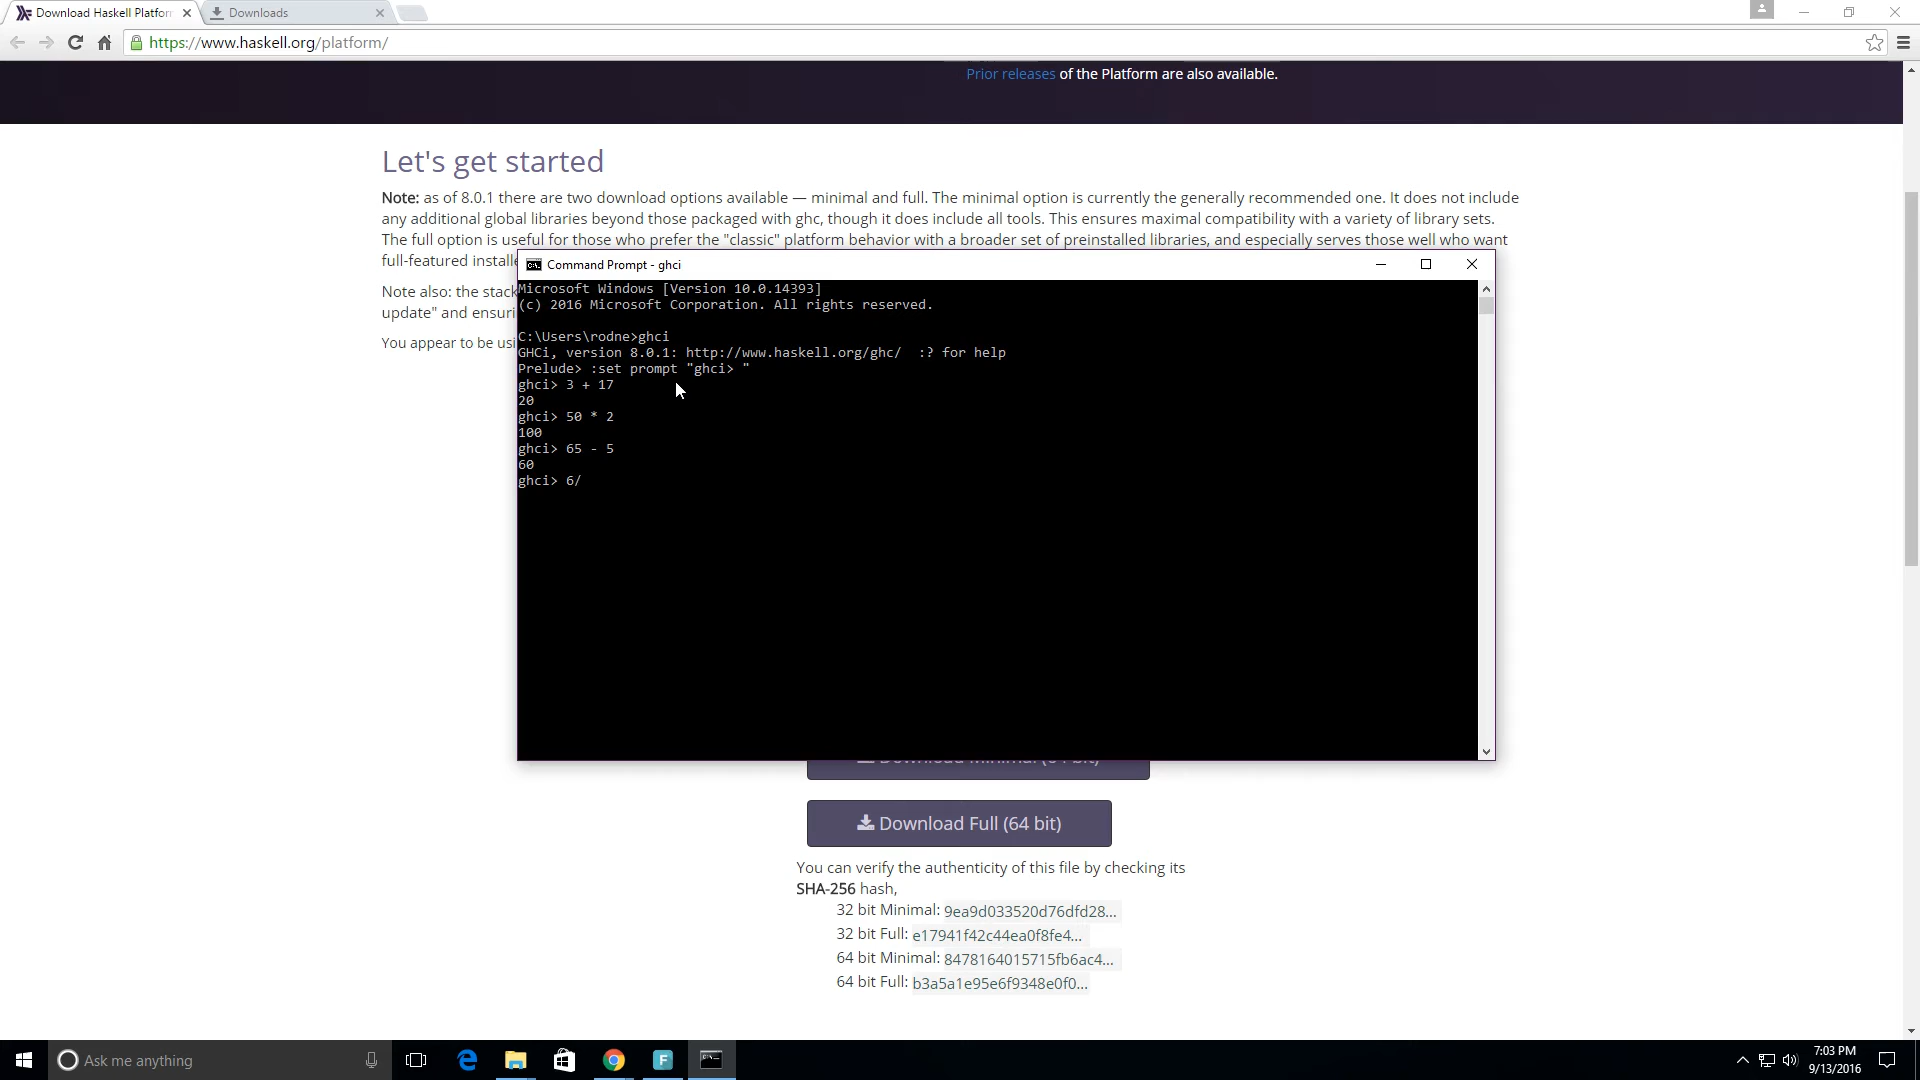 Download Haskell Platfor
Downloads
https://www.haskell.org/platform/
Prior releases of the Platform are also available.
Let's get started
Note: as of 8.0.1 there are two download options available — minimal and full. The minimal option is currently the generally recommended one. It does not include
any additional global libraries beyond those packaged with ghc, though it does include all tools. This ensures maximal compatibility with a variety of library sets.
The full option is useful for those who prefer the "classic" platform behavior with a broader set of preinstalled libraries, and especially serves those well who want
full-featured installe
Note also: the stack
update" and ensuri
You appear to be usi
Command Prompt - ghci
Microsoft Windows [Version 10.0.14393]
(c) 2016 Microsoft Corporation. All rights reserved.
C:\Users\rodne>ghci
GHCi, version 8.0.1: http://www.haskell.org/ghc/  :? for help
Prelude> :set prompt "ghci> "
ghci> 3 + 17
20
ghci> 50 * 2
100
ghci> 65 - 5
60
ghci> 6/
Download Minimal (64 bit)
Download Full (64 bit)
You can verify the authenticity of this file by checking its
SHA-256 hash,
32 bit Minimal: 9ea9d033520d76dfd28...
32 bit Full: e17941f42c44ea0f8fe4...
64 bit Minimal: 8478164015715fb6ac4...
64 bit Full: b3a5a1e95e6f9348e0f0...
Ask me anything
7:03 PM
9/13/2016